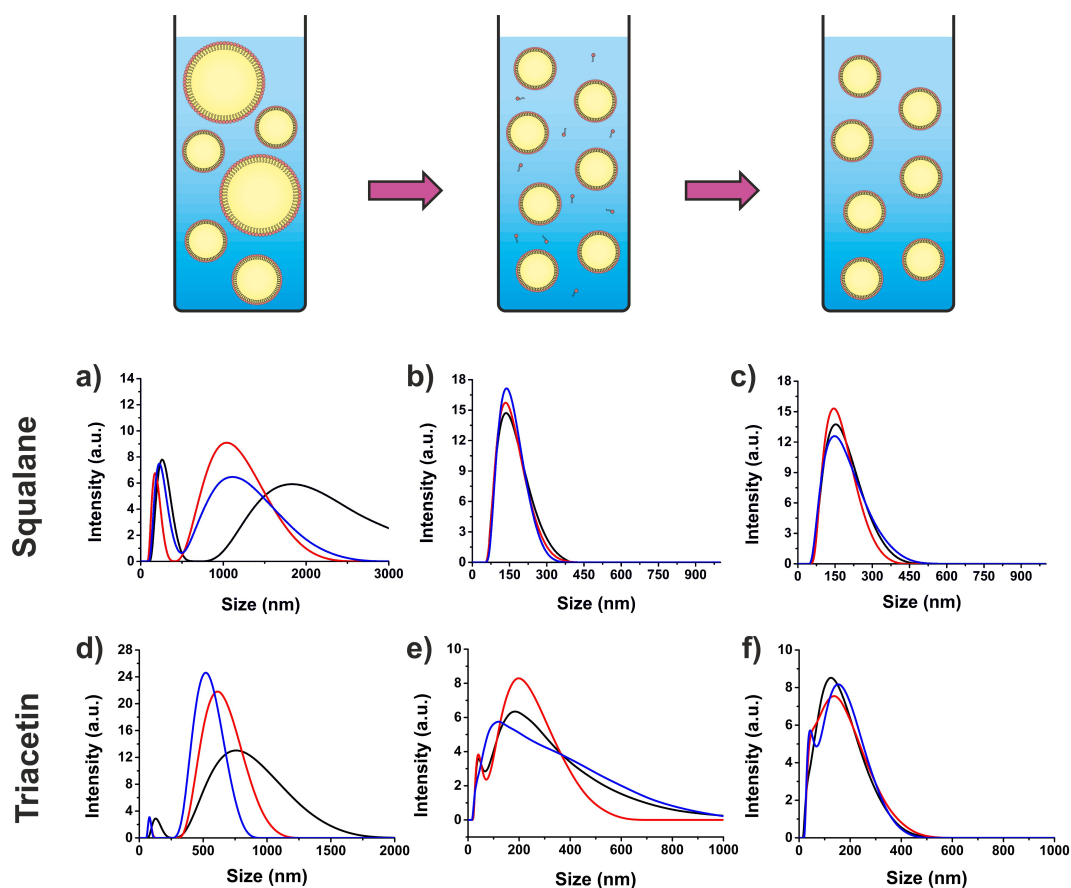 a)
14
12
10
8
6
4
2
0
0 1000 2000 3000
Intensity (a.u.)
Size (nm)
b)
18
15
12
9
6
3
0
150 300 450 600 750 900
Intensity (a.u.)
Size (nm)
c)
18
15
12
9
6
3
0
150 300 450 600 750 900
Intensity (a.u.)
Size (nm)
Squalane
d)
28
24
20
16
12
8
4
0
0 500 1000 1500 2000
Intensity (a.u.)
Size (nm)
e)
10
8
6
4
2
0
0 200 400 600 800 1000
Intensity (a.u.)
Size (nm)
f)
10
8
6
4
2
0
0 200 400 600 800 1000
Intensity (a.u.)
Size (nm)
Triacetin